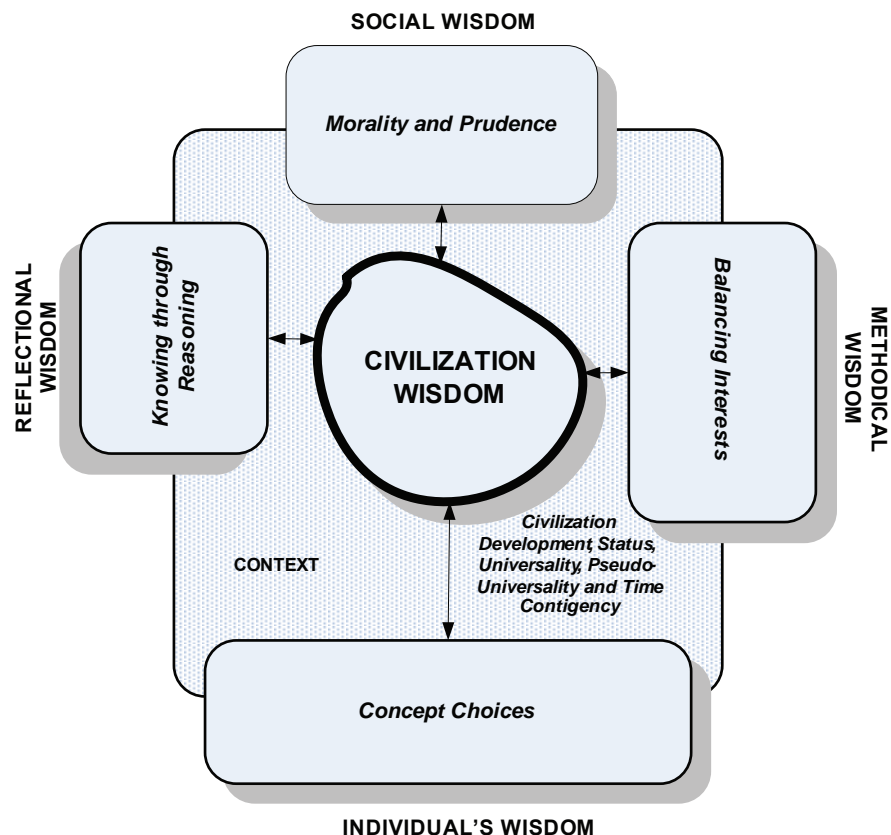 SOCIAL WISDOM
Morality and Prudence
REFLECTIONAL
WISDOM
Knowing through
Reasoning
CIVILIZATION
WISDOM
Balancing Interests
METHODICAL
WISDOM
CONTEXT
Civilization
Development, Status,
Universality, Pseudo-
Universality and Time
Contigency
Concept Choices
INDIVIDUAL'S WISDOM